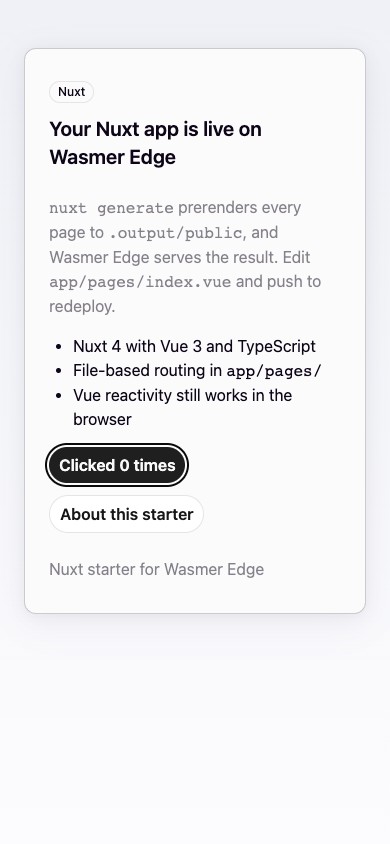 Nuxt
Your Nuxt app is live on
Wasmer Edge
nuxt generate prerenders every
page to .output/public, and
Wasmer Edge serves the result. Edit
app/pages/index.vue and push to
redeploy.
• Nuxt 4 with Vue 3 and TypeScript
• File-based routing in app/pages/
• Vue reactivity still works in the
browser
Clicked 0 times
About this starter
Nuxt starter for Wasmer Edge